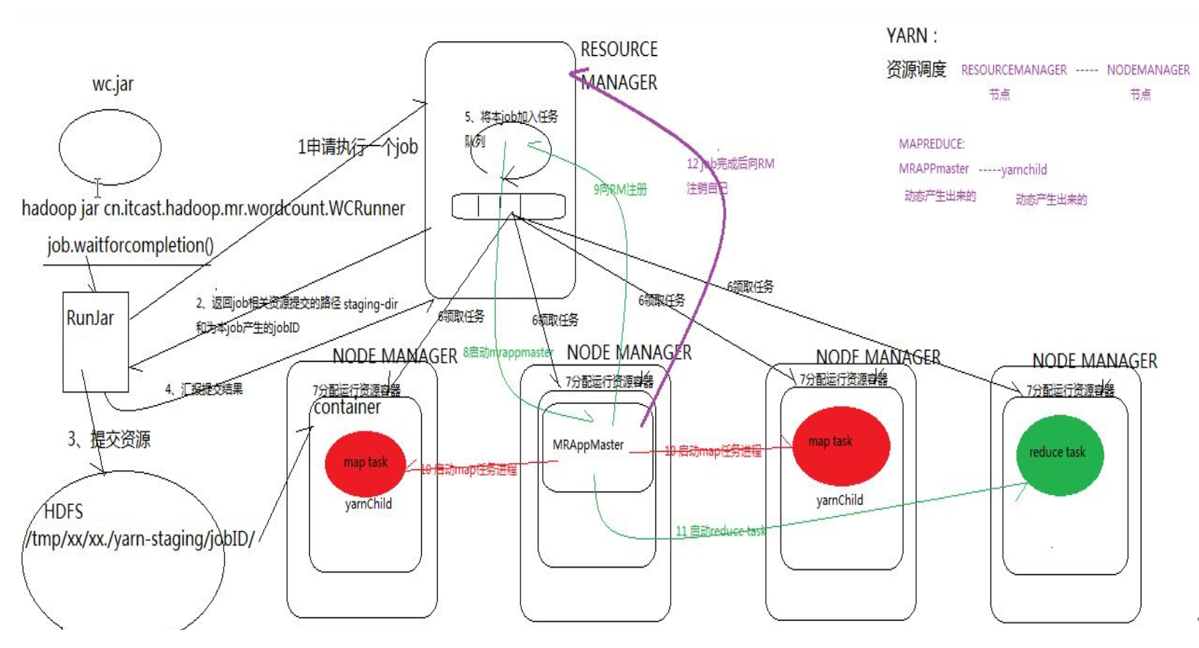 wc.jar
hadoop jar cn.itcast.hadoop.mr.wordcount.WCRunner
job.waitforcompletion()
RunJar
1申请执行一个job
2、返回job相关资源提交的路径 staging-dir
和为本job产生的jobID
4、汇报提交结果
3、提交资源
HDFS
/tmp/xx/xx./yarn-staging/jobID/
RESOURCE
MANAGER
5、将本job加入任务
队列
9向RM注册
12 job完成后向RM
注销自己
YARN：
资源调度
RESOURCEMANAGER ----- NODEMANAGER
节点 节点
MAPREDUCE:
MRAPPmaster -----yarnchild
动态产生出来的 动态产生出来的
6领取任务
6领取任务
6领取任务
6领取任务
8启动mrappmaster
NODE MANAGER
7分配运行资源容器
container
map task
yarnChild
10 启动map任务进程
NODE MANAGER
7分配运行资源容器
MRAppMaster
10 启动map任务进程
11 启动reduce task
NODE MANAGER
7分配运行资源容器
map task
yarnChild
NODE MANAGER
7分配运行资源容器
reduce task